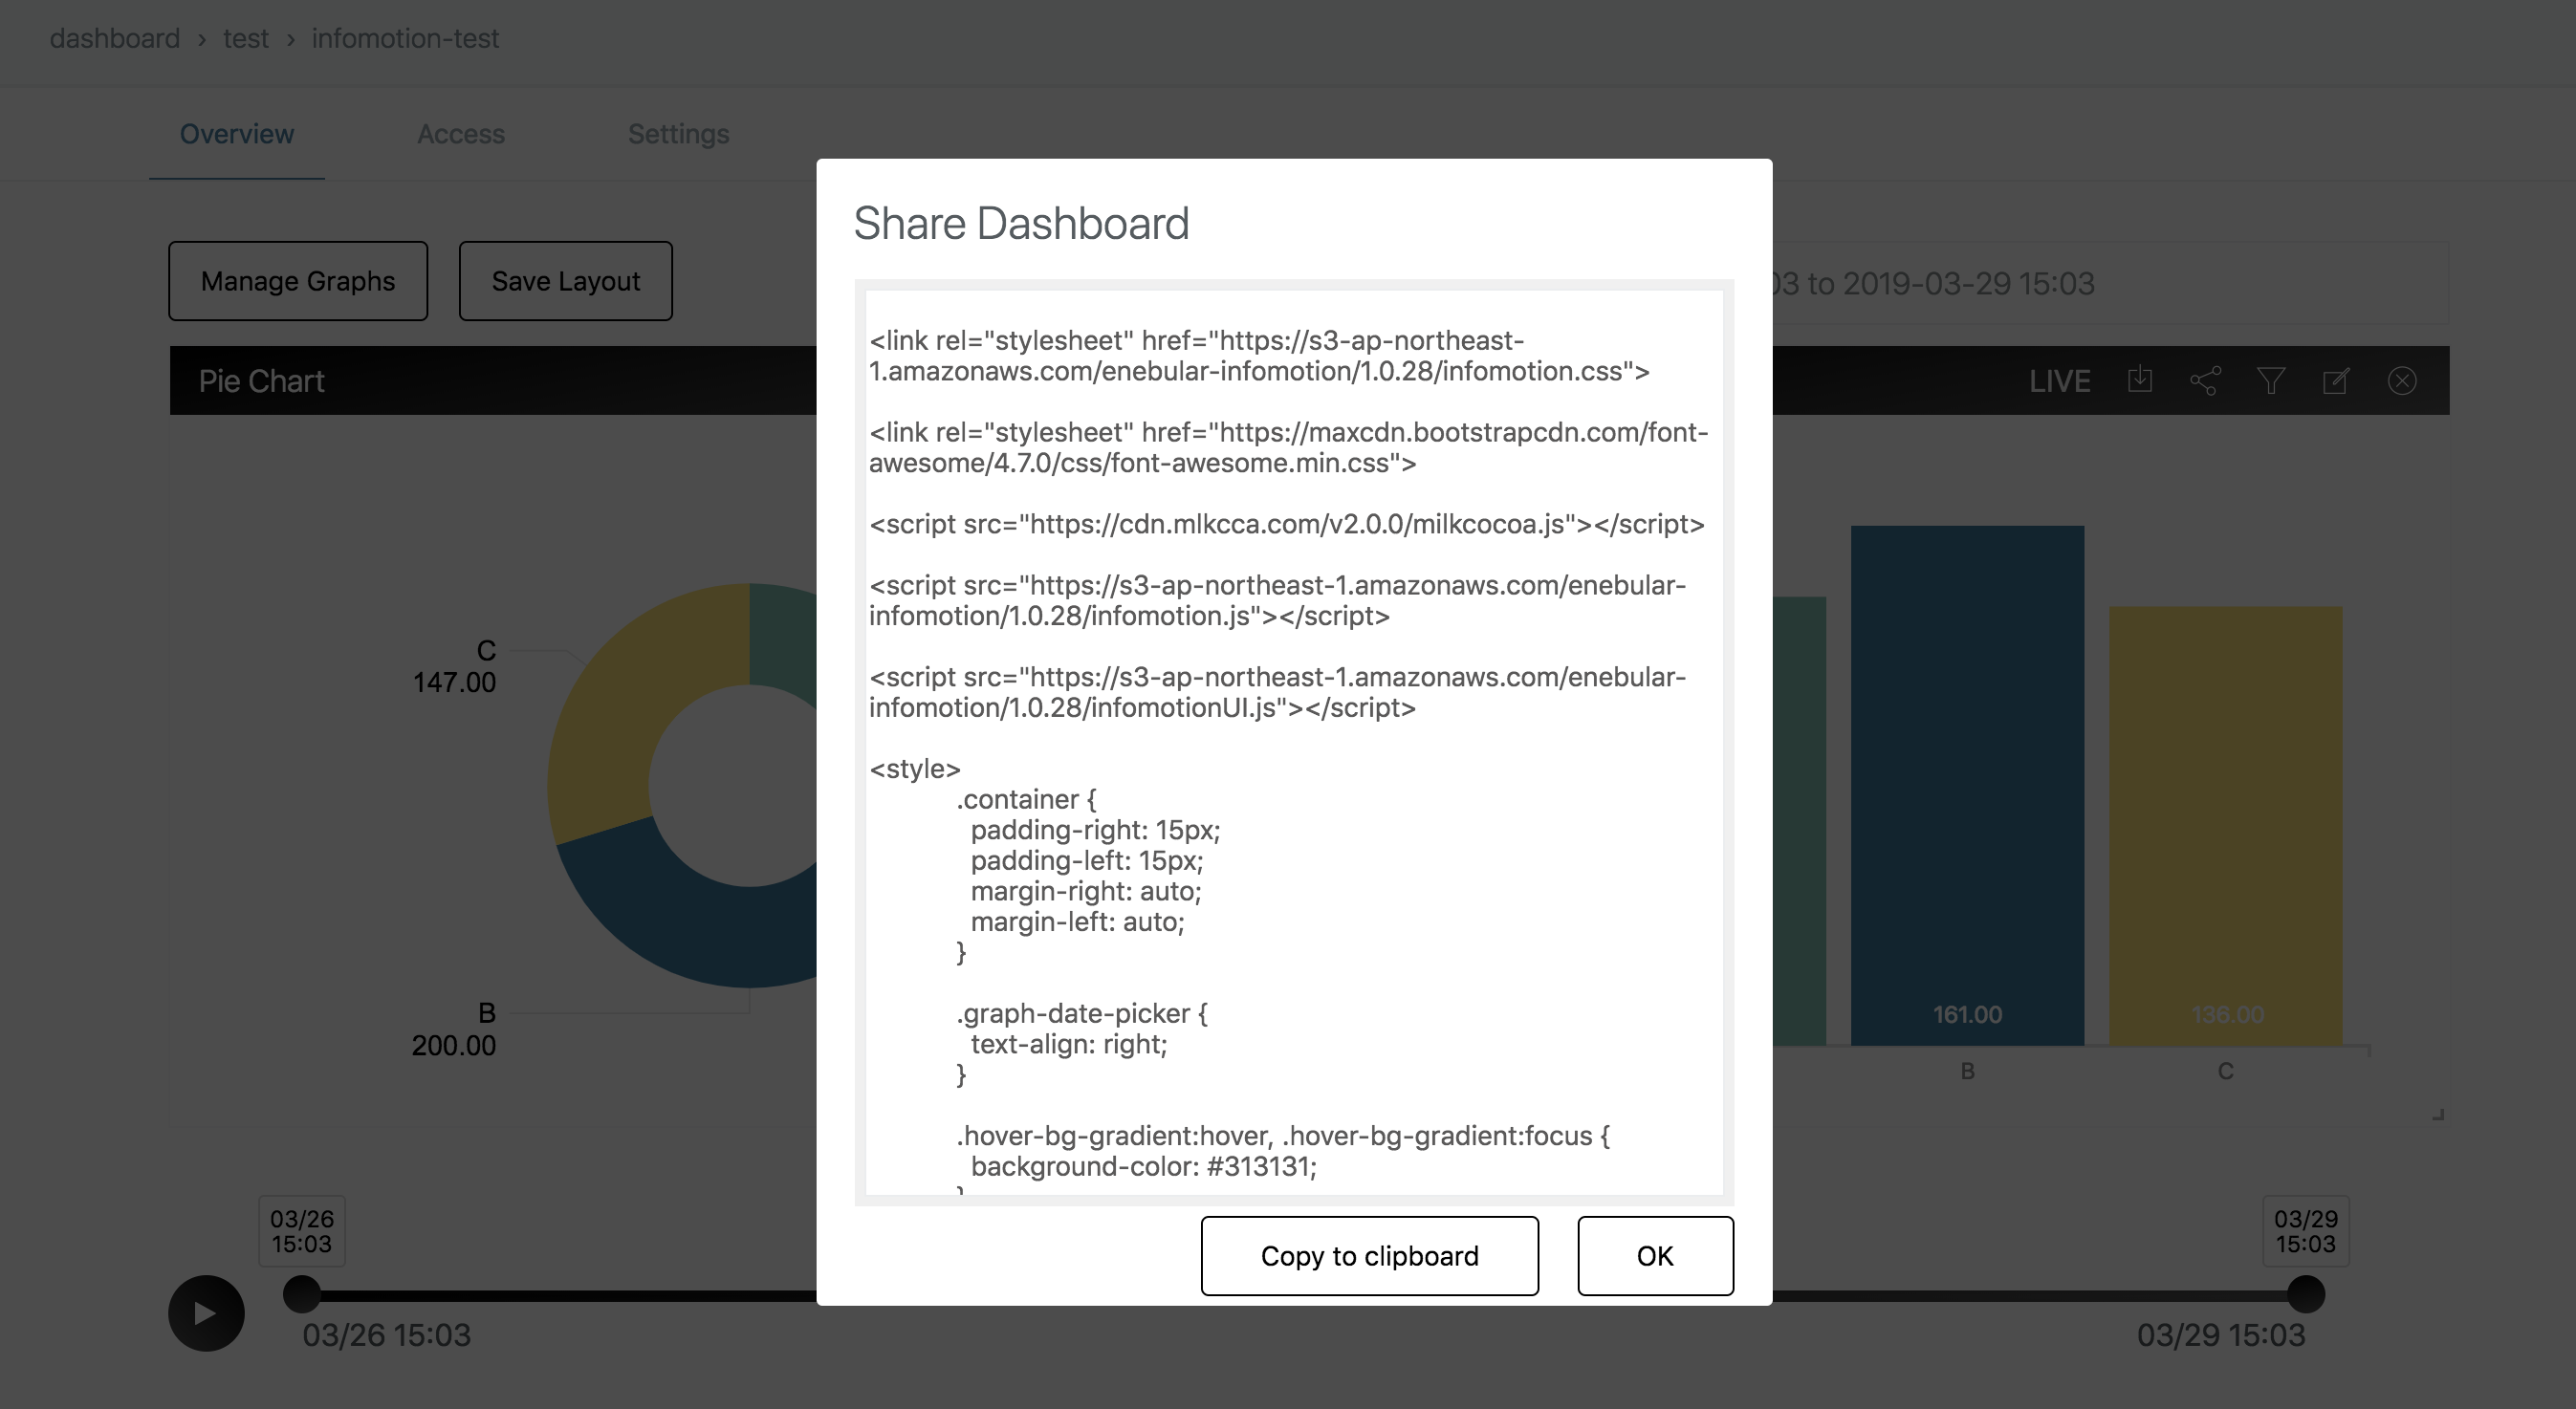 dashboard › test › infomotion-test
Overview
Access
Settings
Manage Graphs
Save Layout
03 to 2019-03-29 15:03
Pie Chart
LIVE
C
147.00
B
200.00
161.00
136.00
B
C
03/26
15:03
03/29
15:03
03/26 15:03
03/29 15:03
Share Dashboard
<link rel="stylesheet" href="https://s3-ap-northeast-
1.amazonaws.com/enebular-infomotion/1.0.28/infomotion.css">
<link rel="stylesheet" href="https://maxcdn.bootstrapcdn.com/font-
awesome/4.7.0/css/font-awesome.min.css">
<script src="https://cdn.mlkcca.com/v2.0.0/milkcocoa.js"></script>
<script src="https://s3-ap-northeast-1.amazonaws.com/enebular-
infomotion/1.0.28/infomotion.js"></script>
<script src="https://s3-ap-northeast-1.amazonaws.com/enebular-
infomotion/1.0.28/infomotionUI.js"></script>
<style>
.container {
padding-right: 15px;
padding-left: 15px;
margin-right: auto;
margin-left: auto;
}
.graph-date-picker {
text-align: right;
}
.hover-bg-gradient:hover, .hover-bg-gradient:focus {
background-color: #313131;
}
Copy to clipboard
OK